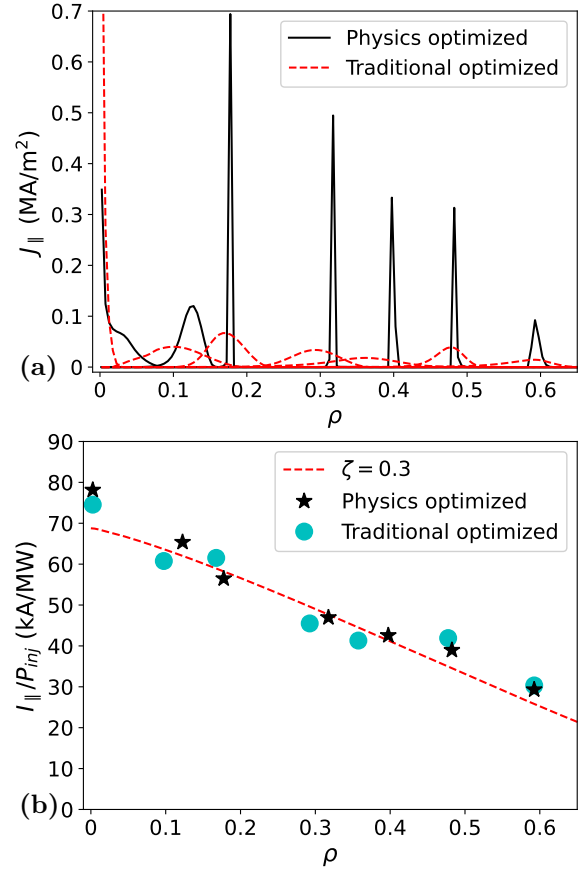 0.7
0.6
0.5
0.4
0.3
0.2
0.1
0
J∥ (MA/m²)
Physics optimized
Traditional optimized
(a)
0 0.1 0.2 0.3 0.4 0.5 0.6
ρ
90
80
70
60
50
40
30
20
10
0
I∥/Pinj (kA/MW)
ζ = 0.3
Physics optimized
Traditional optimized
(b)
0 0.1 0.2 0.3 0.4 0.5 0.6
ρ